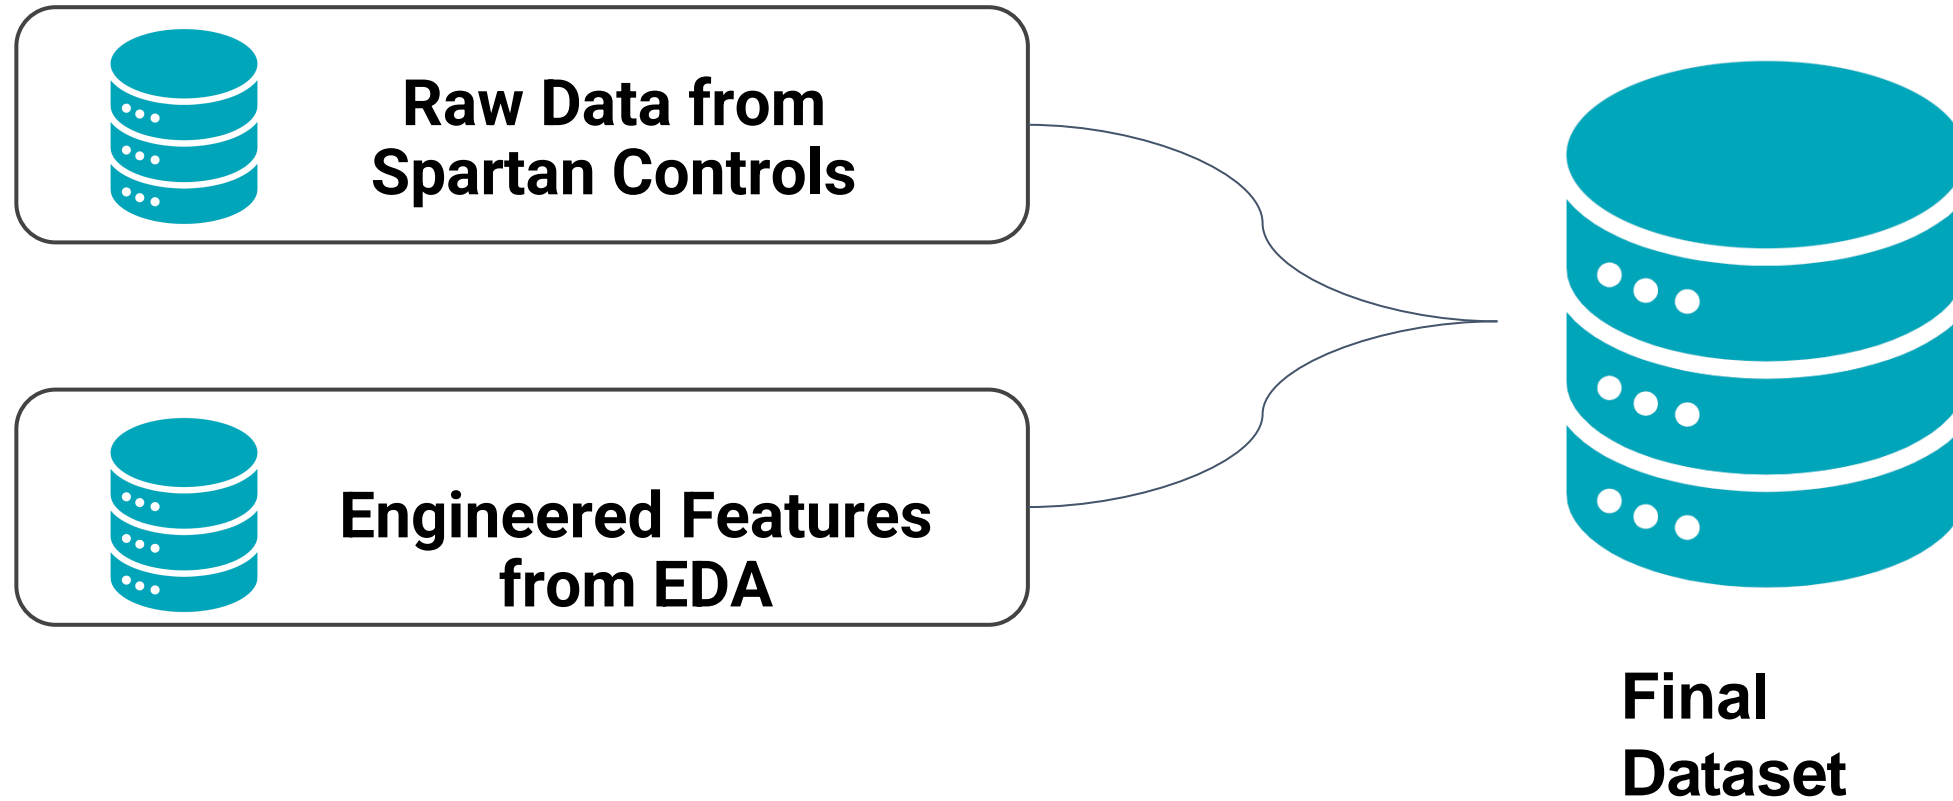 Raw Data from
Spartan Controls
Engineered Features
from EDA
Final
Dataset